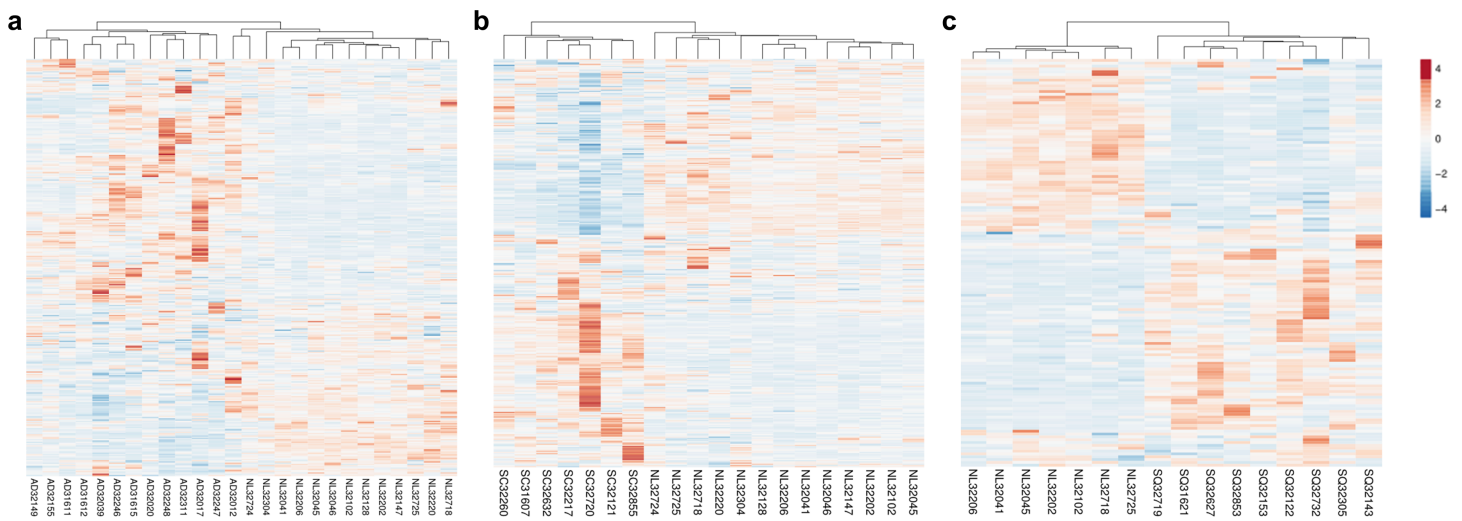 a
b
c
4
2
0
−2
−4
AD32149
AD32155
AD31611
AD31612
AD32039
AD32246
AD31615
AD32020
AD32248
AD32311
AD32017
AD32247
AD32012
NL32724
NL32304
NL32041
NL32206
NL32045
NL32046
NL32102
NL32128
NL32202
NL32147
NL32725
NL32220
NL32718
SC32260
SC31607
SC32632
SC32217
SC32720
SC32121
SC32855
NL32724
NL32725
NL32718
NL32220
NL32304
NL32128
NL32206
NL32041
NL32046
NL32147
NL32202
NL32102
NL32045
NL32206
NL32041
NL32045
NL32202
NL32102
NL32718
NL32725
SQ32719
SQ31621
SQ32627
SQ32853
SQ32153
SQ32122
SQ32732
SQ32305
SQ32143